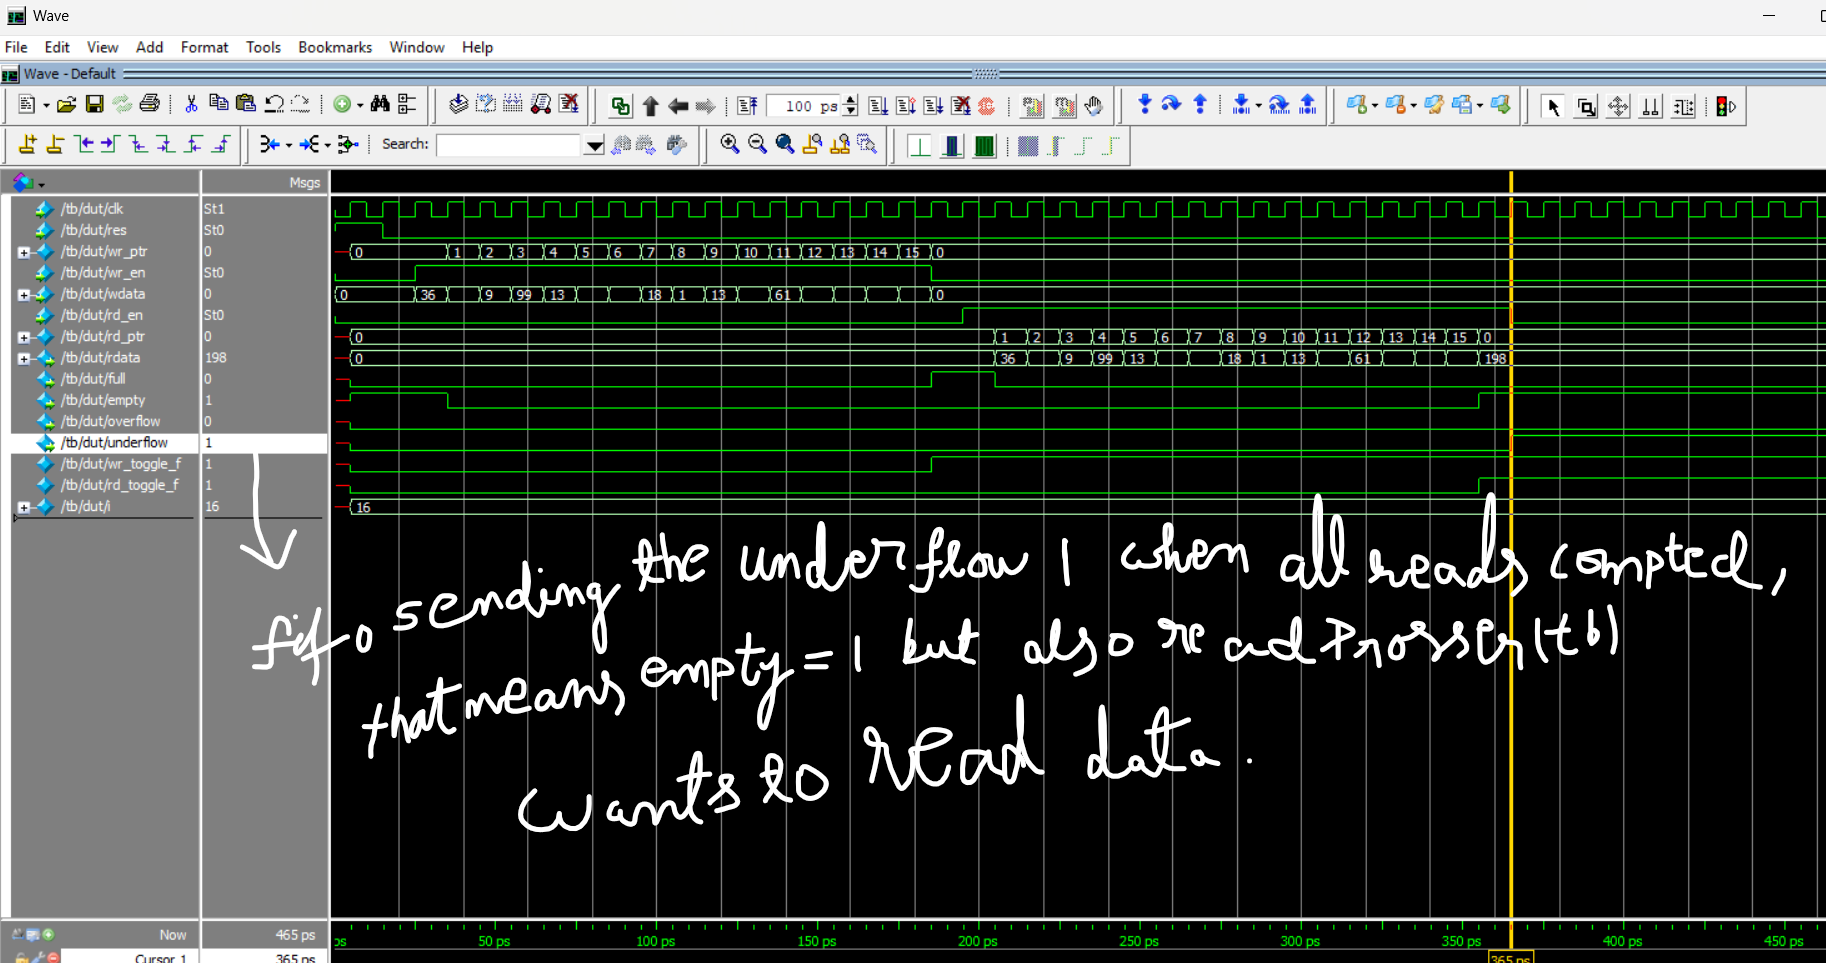 Wave
File Edit View Add Format Tools Bookmarks Window Help
Wave - Default
100 ps
Search:
Msgs
/tb/dut/clk St1
/tb/dut/res St0
/tb/dut/wr_ptr 0 0 1 2 3 4 5 6 7 8 9 10 11 12 13 14 15 0
/tb/dut/wr_en St0
/tb/dut/wdata 0 0 36 9 99 13 18 1 13 61 0
/tb/dut/rd_en St0
/tb/dut/rd_ptr 0 0 1 2 3 4 5 6 7 8 9 10 11 12 13 14 15 0
/tb/dut/rdata 198 0 36 9 99 13 18 1 13 61 198
/tb/dut/full 0
/tb/dut/empty 1
/tb/dut/overflow 0
/tb/dut/underflow 1
/tb/dut/wr_toggle_f 1
/tb/dut/rd_toggle_f 1
/tb/dut/i 16 16
fifo sending the underflow 1 when all reads compted,
that means empty = 1 but also read Prosser(tb)
wants to read data.
Now 465 ps ps 50 ps 100 ps 150 ps 200 ps 250 ps 300 ps 350 ps 400 ps 450 ps
Cursor 1 365 ps 365 ps